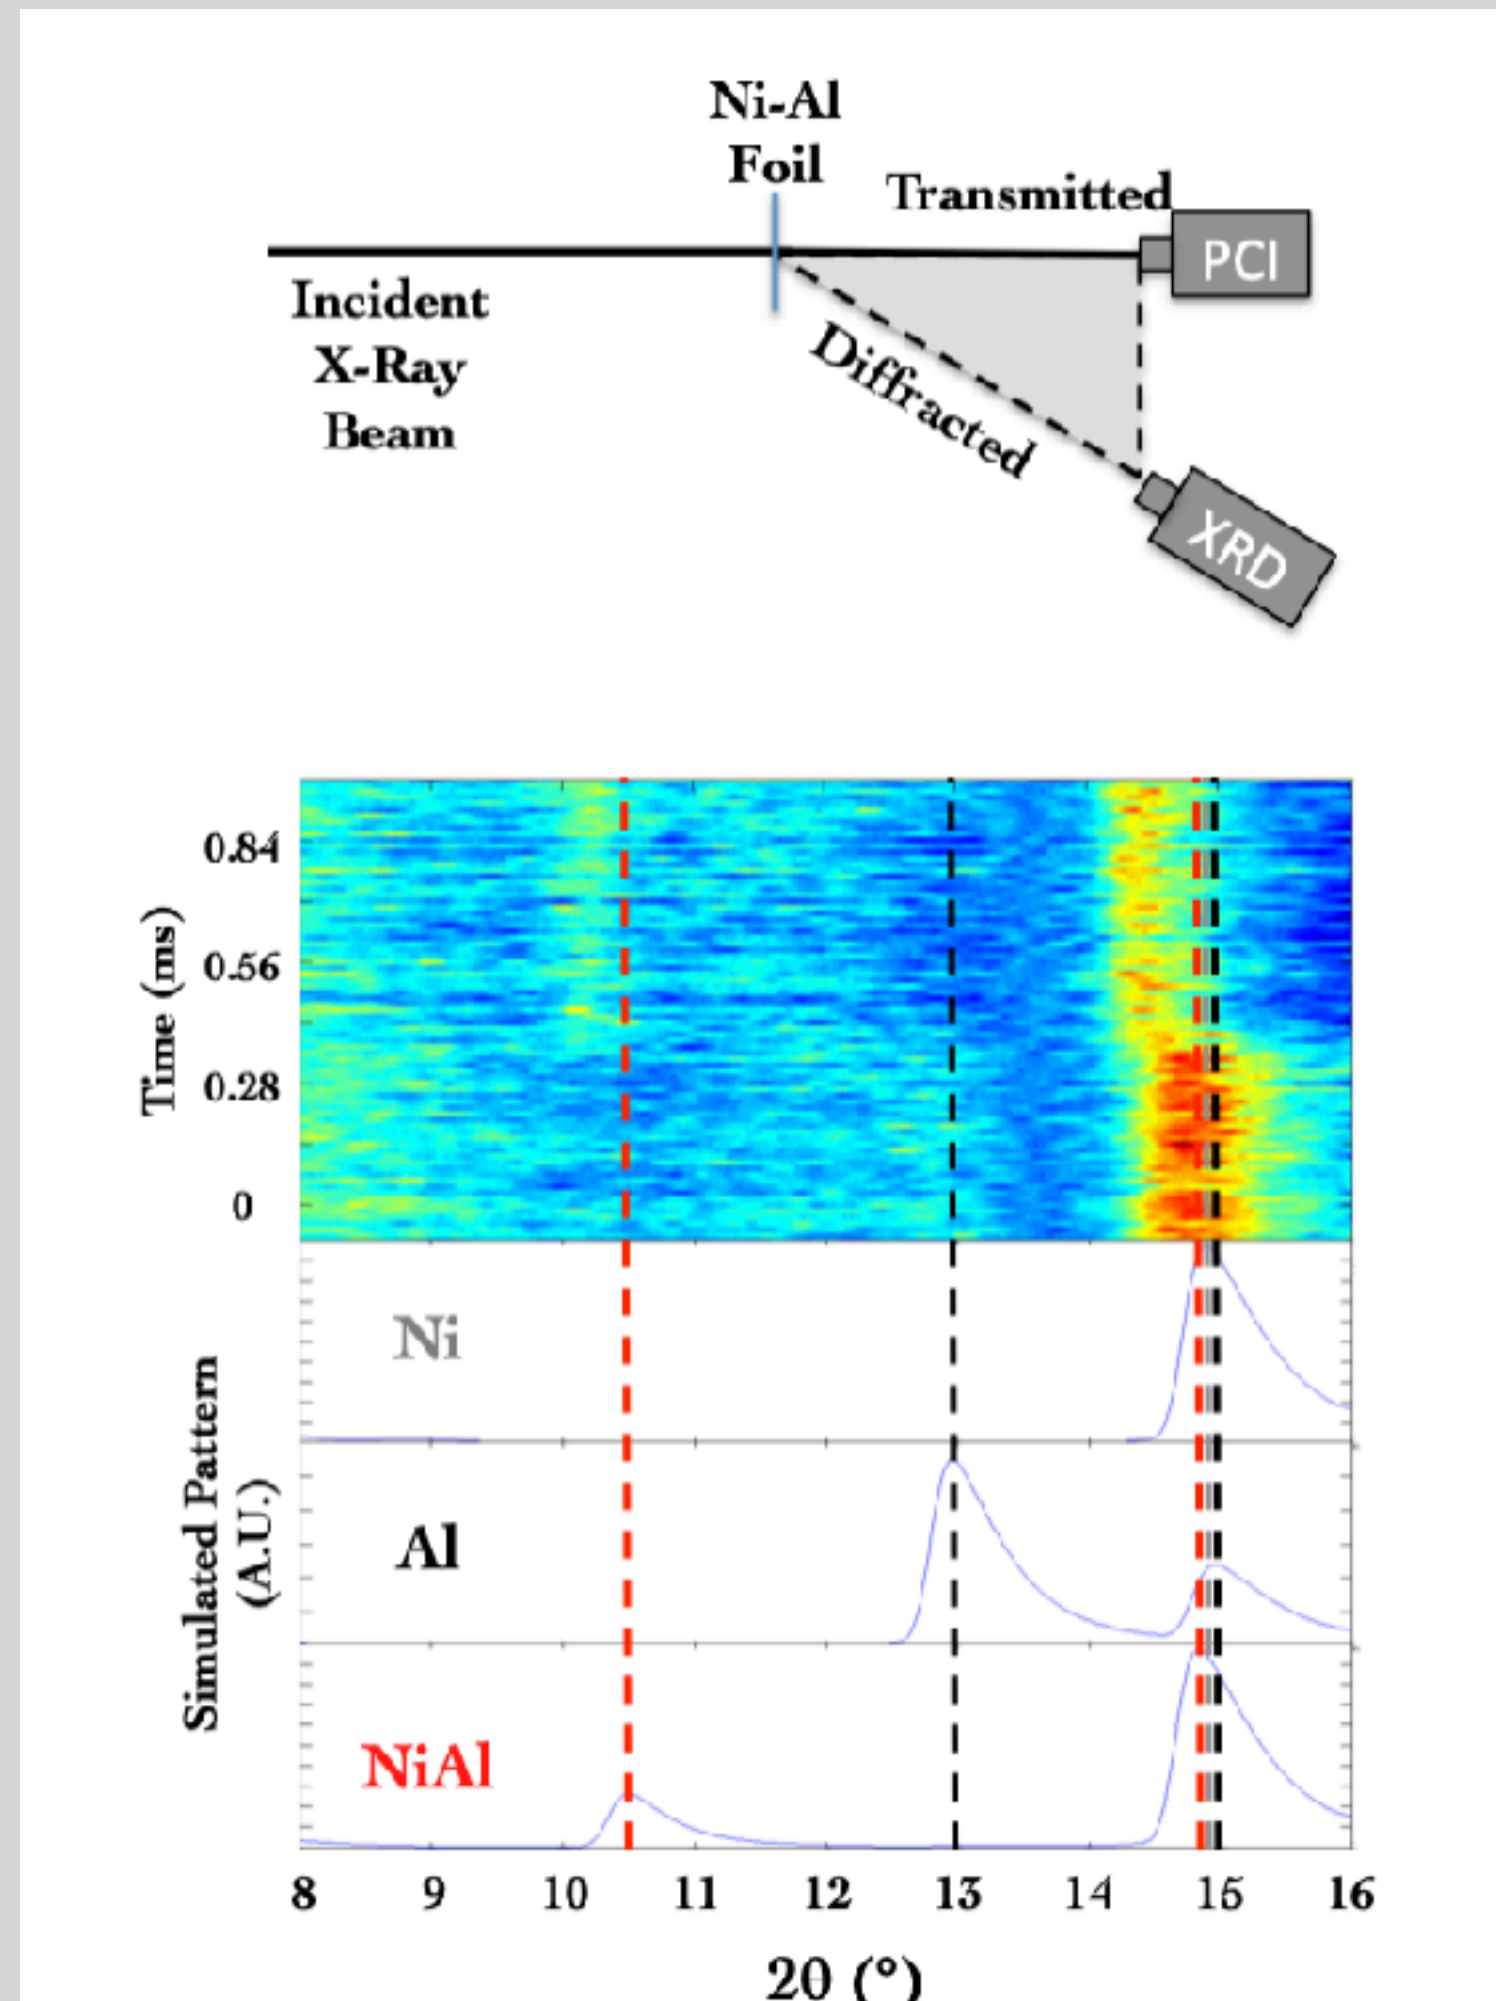 Ni-Al
Foil
Transmitted
PCI
Incident
X-Ray
Beam
Diffracted
XRD
Time (ms)
0.84
0.56
0.28
0
Simulated Pattern
(A.U.)
Ni
Al
NiAl
8 9 10 11 12 13 14 15 16
2θ (°)